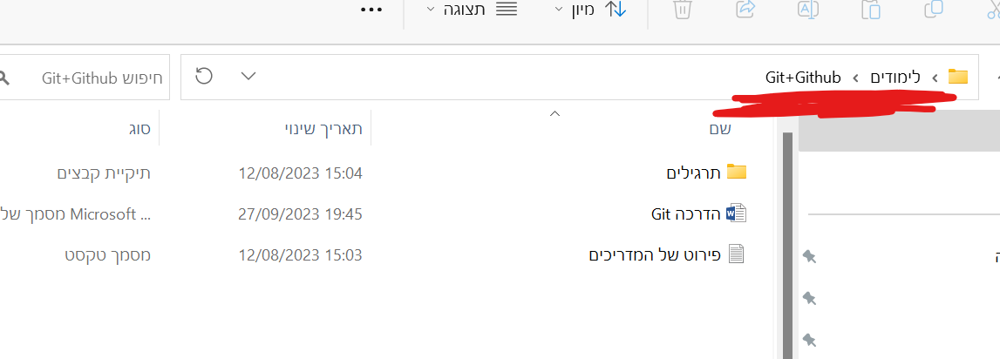 מיון תצוגה •••
לימודים › Git+Github
חיפוש Git+Github
שם תאריך שינוי סוג
תרגילים 12/08/2023 15:04 תיקיית קבצים
הדרכה Git 27/09/2023 19:45 מסמך של Microsoft ...
פירוט של המדריכים 12/08/2023 15:03 מסמך טקסט
ה